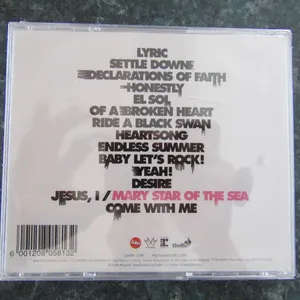 LYRIC
SETTLE DOWN
DECLARATIONS OF FAITH
HONESTLY
EL SOL
OF A BROKEN HEART
RIDE A BLACK SWAN
HEARTSONG
ENDLESS SUMMER
BABY LET'S ROCK!
YEAH!
DESIRE
JESUS, I / MARY STAR OF THE SEA
COME WITH ME